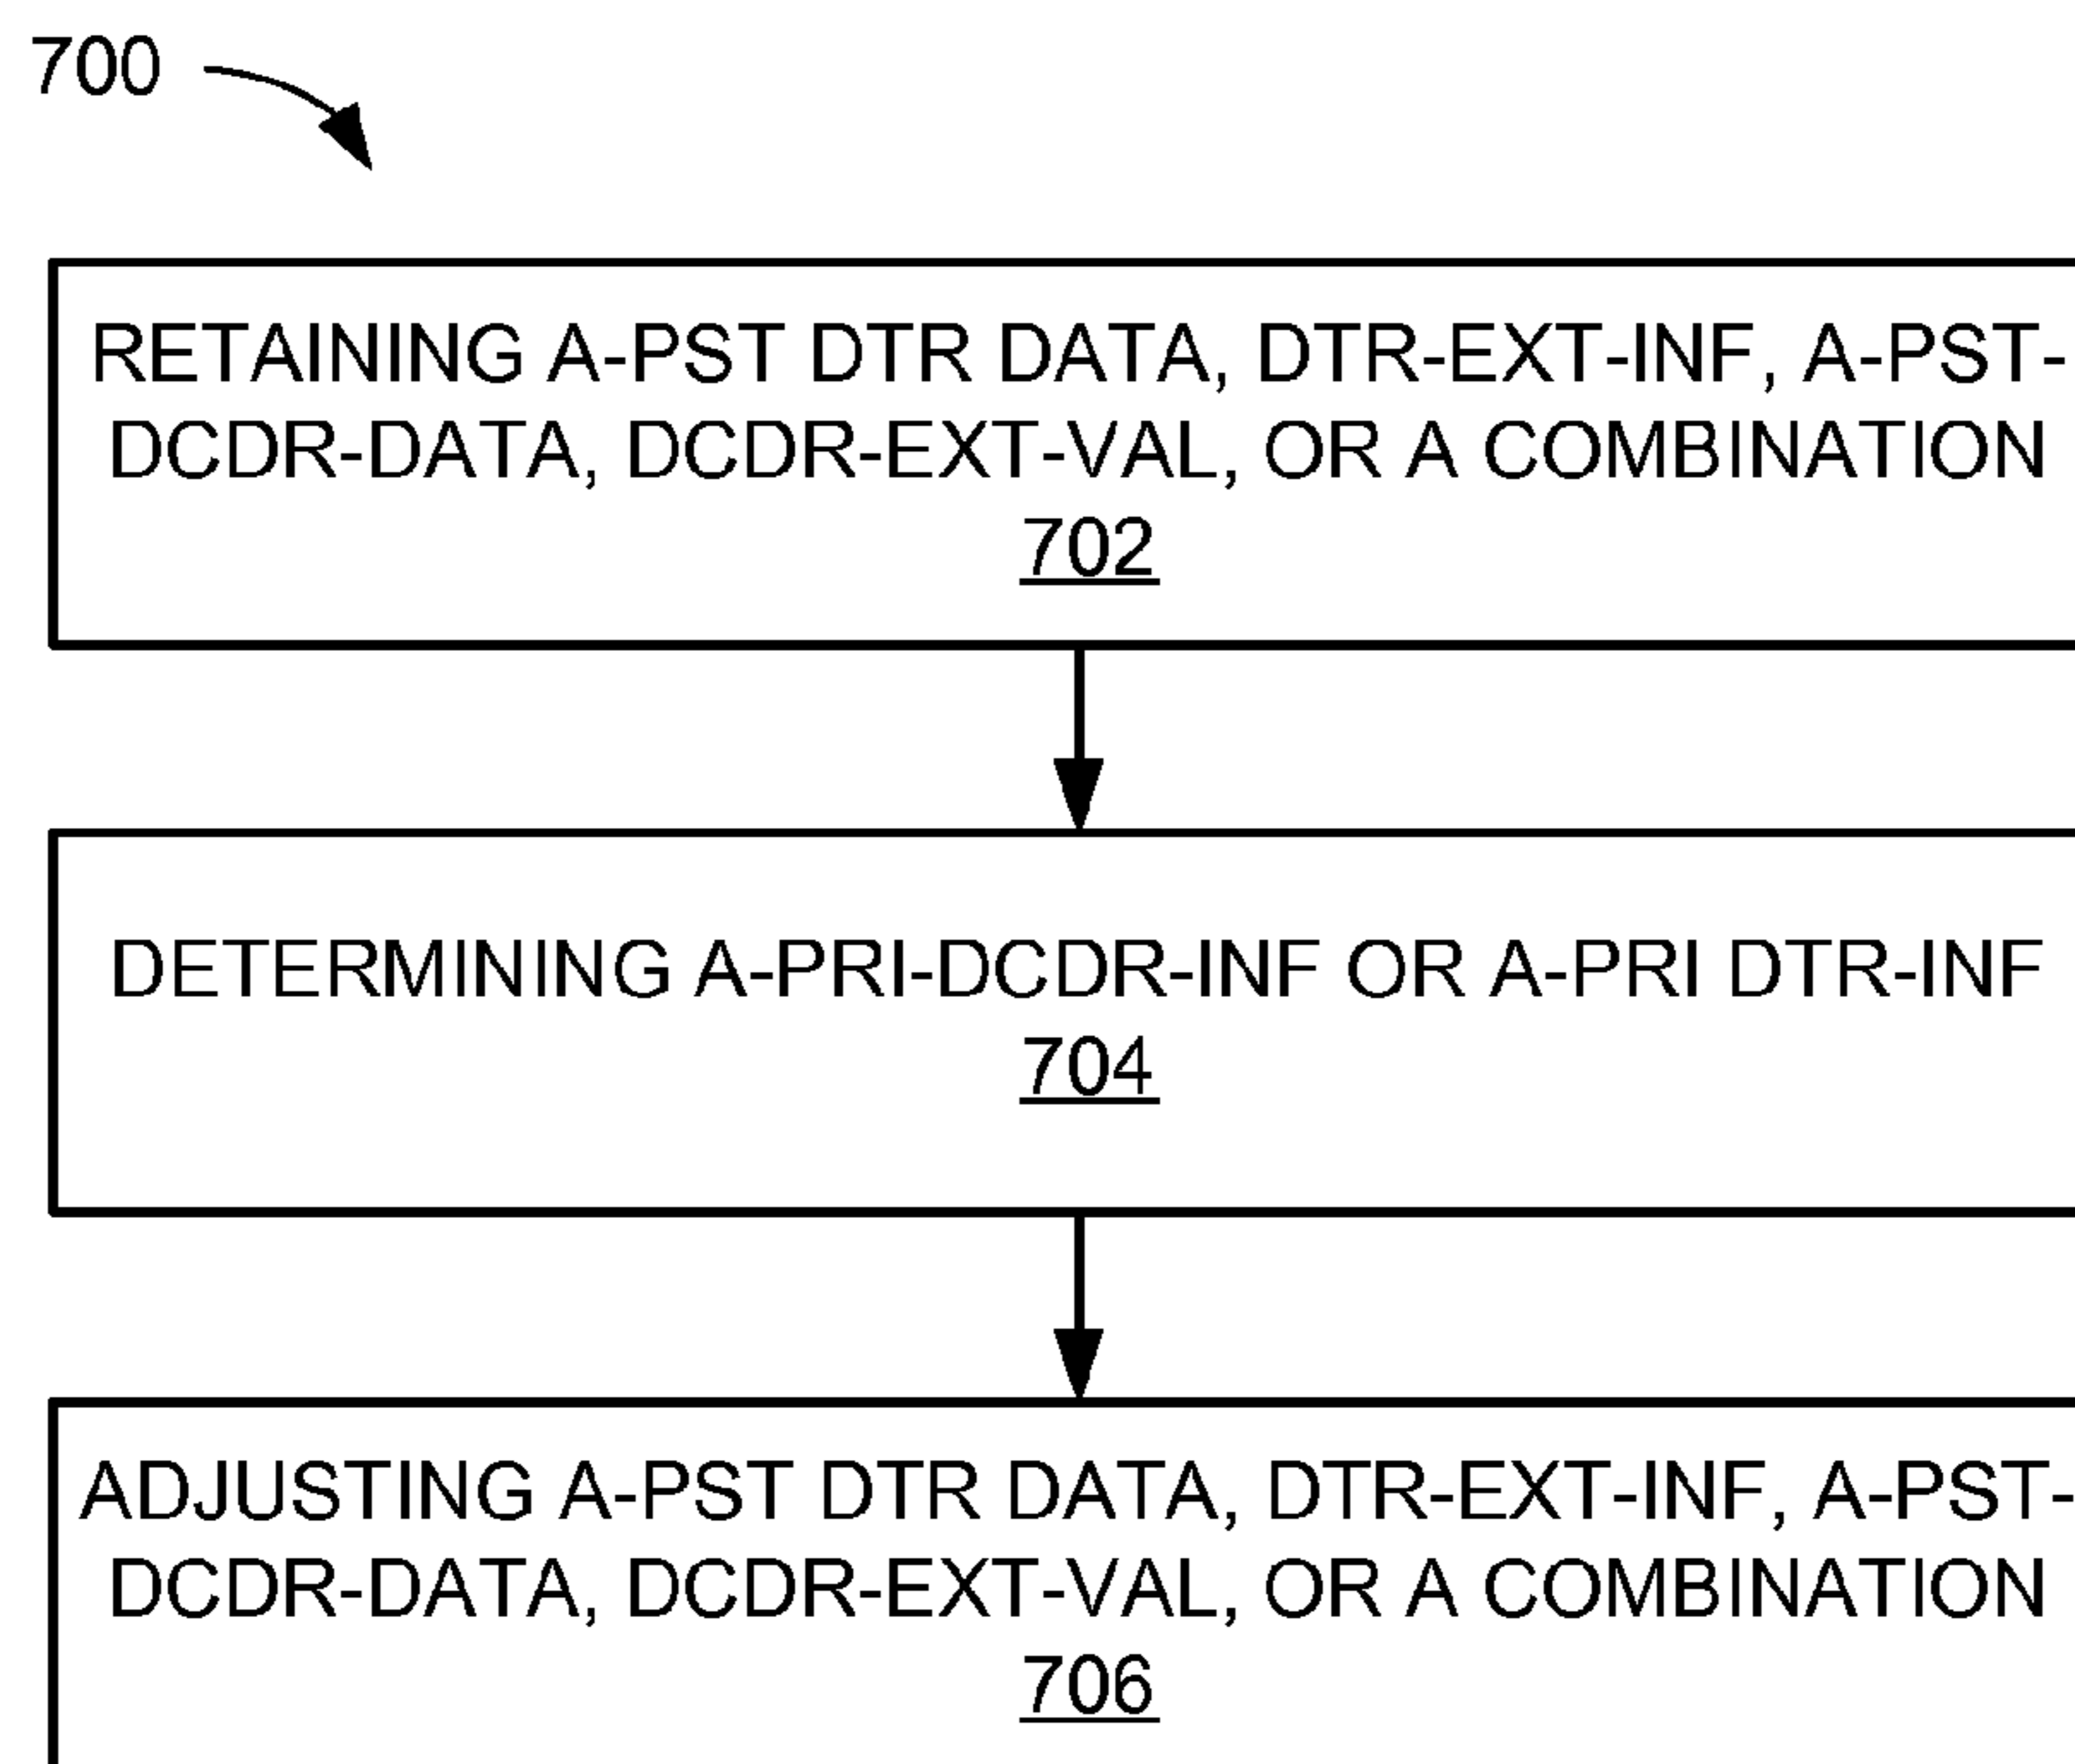 700
RETAINING A-PST DTR DATA, DTR-EXT-INF, A-PST-
DCDR-DATA, DCDR-EXT-VAL, OR A COMBINATION
702
DETERMINING A-PRI-DCDR-INF OR A-PRI DTR-INF
704
ADJUSTING A-PST DTR DATA, DTR-EXT-INF, A-PST-
DCDR-DATA, DCDR-EXT-VAL, OR A COMBINATION
706